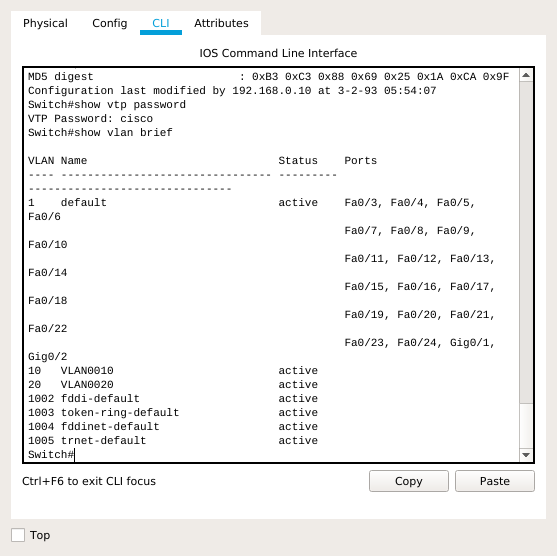 Physical Config CLI Attributes
IOS Command Line Interface
MD5 digest                      : 0xB3 0xC3 0x88 0x69 0x25 0x1A 0xCA 0x9F
Configuration last modified by 192.168.0.10 at 3-2-93 05:54:07
Switch#show vtp password
VTP Password: cisco
Switch#show vlan brief
VLAN Name                             Status    Ports
---- -------------------------------- ---------
-------------------------------
1    default                          active    Fa0/3, Fa0/4, Fa0/5,
Fa0/6
                                                Fa0/7, Fa0/8, Fa0/9,
Fa0/10
                                                Fa0/11, Fa0/12, Fa0/13,
Fa0/14
                                                Fa0/15, Fa0/16, Fa0/17,
Fa0/18
                                                Fa0/19, Fa0/20, Fa0/21,
Fa0/22
                                                Fa0/23, Fa0/24, Gig0/1,
Gig0/2
10   VLAN0010                         active
20   VLAN0020                         active
1002 fddi-default                     active
1003 token-ring-default               active
1004 fddinet-default                  active
1005 trnet-default                    active
Switch#
Ctrl+F6 to exit CLI focus
Copy Paste
Top